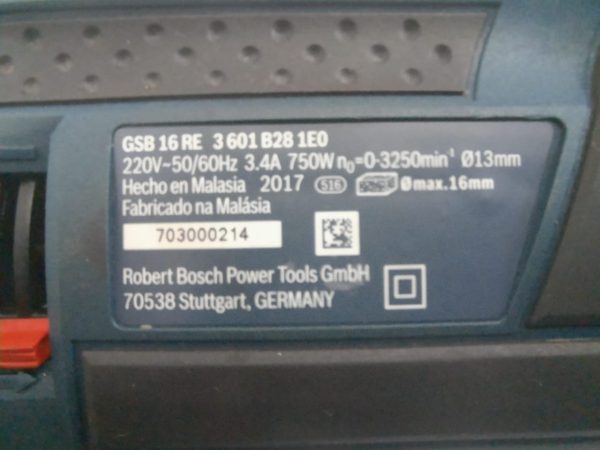 GSB 16 RE 3 601 B28 1E0
220V~50/60Hz 3.4A 750W n₀=0-3250min⁻¹ Ø13mm
Hecho en Malasia 2017 S16 Ømax.16mm
Fabricado na Malásia
703000214
Robert Bosch Power Tools GmbH
70538 Stuttgart, GERMANY